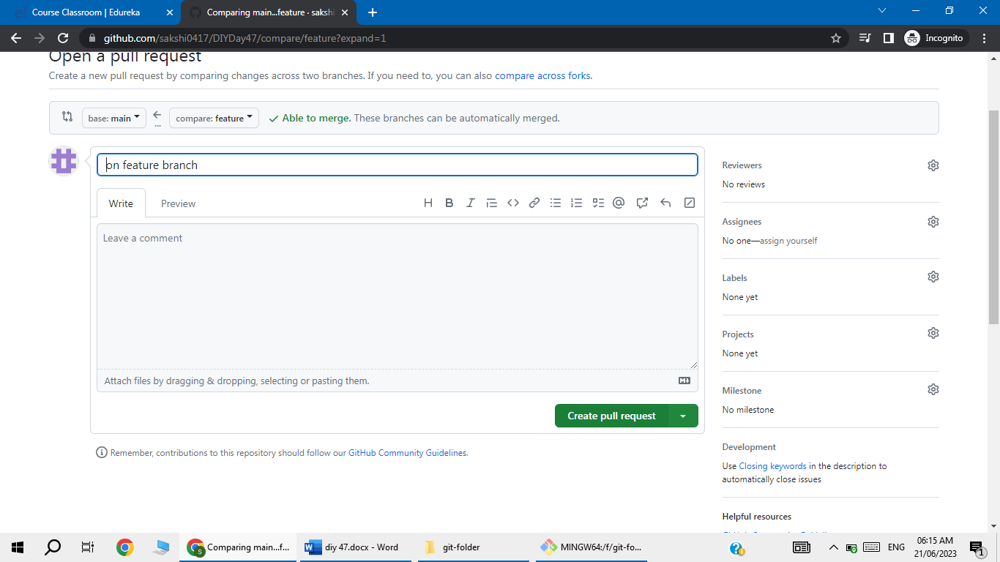 Course Classroom | Edureka
Comparing main...feature · sakshi
github.com/sakshi0417/DIYDay47/compare/feature?expand=1
Incognito
Open a pull request
Create a new pull request by comparing changes across two branches. If you need to, you can also compare across forks.
base: main
...
compare: feature
Able to merge. These branches can be automatically merged.
on feature branch
Write
Preview
Leave a comment
Attach files by dragging & dropping, selecting or pasting them.
Create pull request
Remember, contributions to this repository should follow our GitHub Community Guidelines.
Reviewers
No reviews
Assignees
No one—assign yourself
Labels
None yet
Projects
None yet
Milestone
No milestone
Development
Use Closing keywords in the description to
automatically close issues
Helpful resources
Comparing main...f...
diy 47.docx - Word
git-folder
MINGW64:/f/git-fo...
ENG
06:15 AM
21/06/2023
1